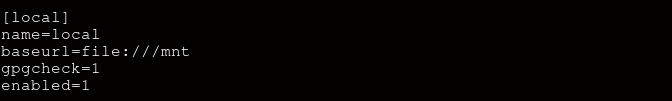 [local]
name=local
baseurl=file:///mnt
gpgcheck=1
enabled=1